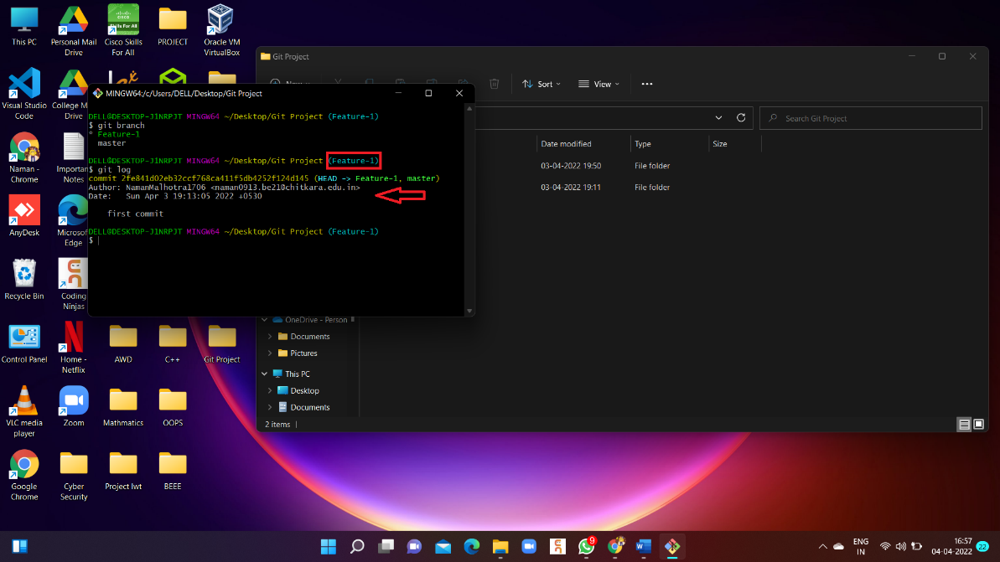 This PC
Personal Mail Drive
Cisco Skills For All
PROJECT
Oracle VM VirtualBox
Visual Studio Code
College M
Drive
Naman - Chrome
Important Notes
AnyDesk
Microsoft Edge
Recycle Bin
Coding Ninjas
Control Panel
Home - Netflix
AWD
C++
Git Project
VLC media player
Zoom
Mathmatics
OOPS
Google Chrome
Cyber Security
Project Iwt
BEEE
MINGW64:/c/Users/DELL/Desktop/Git Project
DELL@DESKTOP-J1NRPJT MINGW64 ~/Desktop/Git Project (Feature-1)
$ git branch
* Feature-1
  master
DELL@DESKTOP-J1NRPJT MINGW64 ~/Desktop/Git Project (Feature-1)
$ git log
commit 2fe841d02eb32ccf768ca411f5db4252f124d145 (HEAD -> Feature-1, master)
Author: NamanMalhotra1706 <naman0913.be21@chitkara.edu.in>
Date:   Sun Apr 3 19:13:05 2022 +0530
    first commit
DELL@DESKTOP-J1NRPJT MINGW64 ~/Desktop/Git Project (Feature-1)
$
Git Project
New
Sort
View
Search Git Project
Date modified Type Size
03-04-2022 19:50 File folder
03-04-2022 19:11 File folder
OneDrive - Person
Documents
Pictures
This PC
Desktop
Documents
2 items
9
ENG
IN
16:57
04-04-2022
22